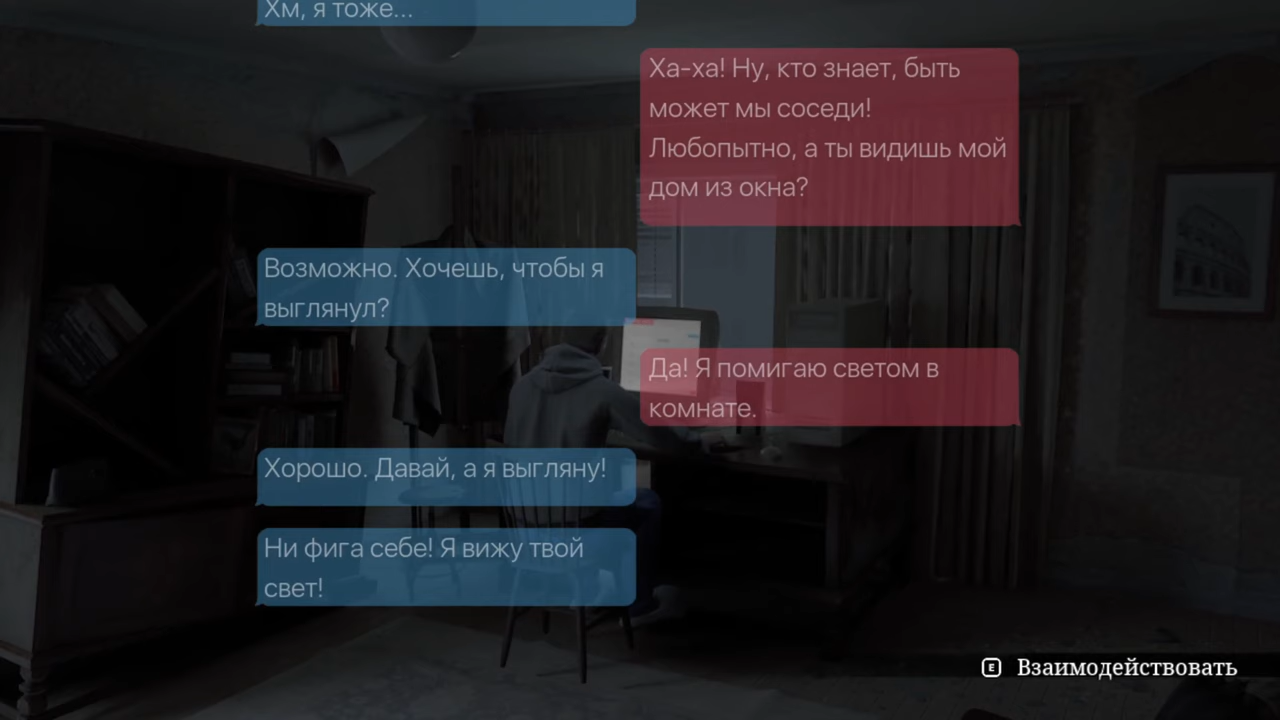 Хм, я тоже...
Ха-ха! Ну, кто знает, быть
может мы соседи!
Любопытно, а ты видишь мой
дом из окна?
Возможно. Хочешь, чтобы я
выглянул?
Да! Я помигаю светом в
комнате.
Хорошо. Давай, а я выгляну!
Ни фига себе! Я вижу твой
свет!
E Взаимодействовать